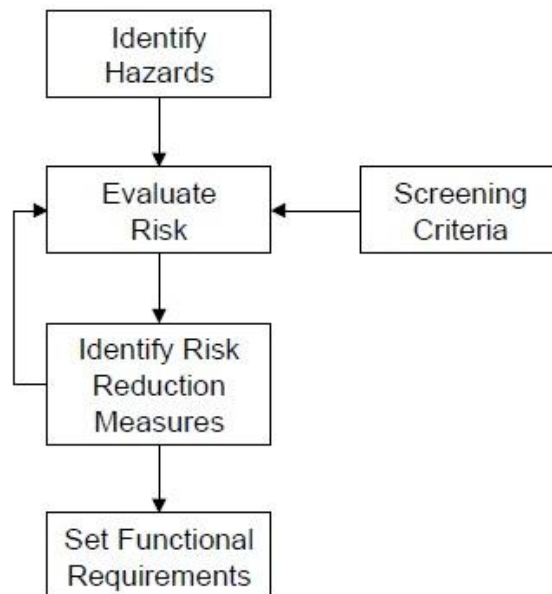 Identify
Hazards
Evaluate
Risk
Screening
Criteria
Identify Risk
Reduction
Measures
Set Functional
Requirements